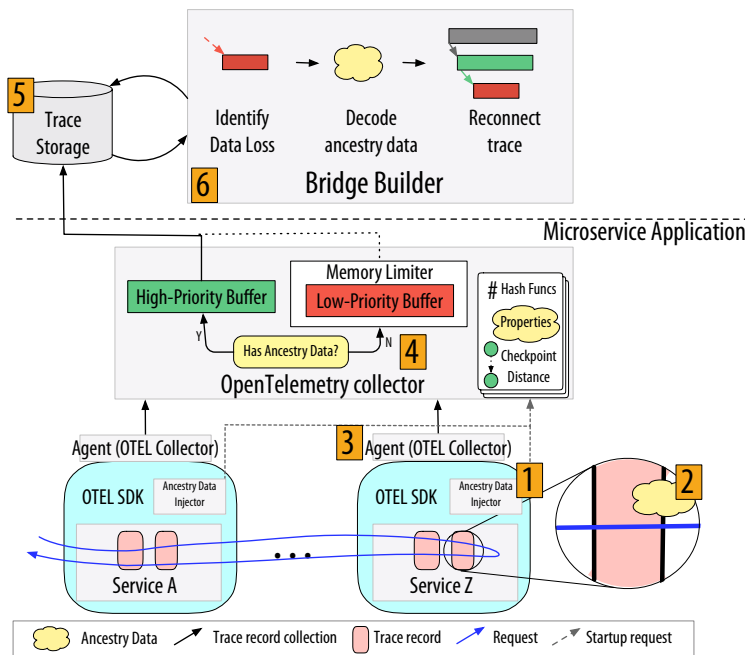 5
Trace
Storage
Identify
Data Loss
Decode
ancestry data
Reconnect
trace
6
Bridge Builder
Microservice Application
High-Priority Buffer
Memory Limiter
Low-Priority Buffer
# Hash Funcs
Properties
Checkpoint
Distance
Y
Has Ancestry Data?
N
4
OpenTelemetry collector
Agent (OTEL Collector)
3
Agent (OTEL Collector)
OTEL SDK
Ancestry Data
Injector
OTEL SDK
Ancestry Data
Injector
1
2
Service A
...
Service Z
Ancestry Data
Trace record collection
Trace record
Request
Startup request